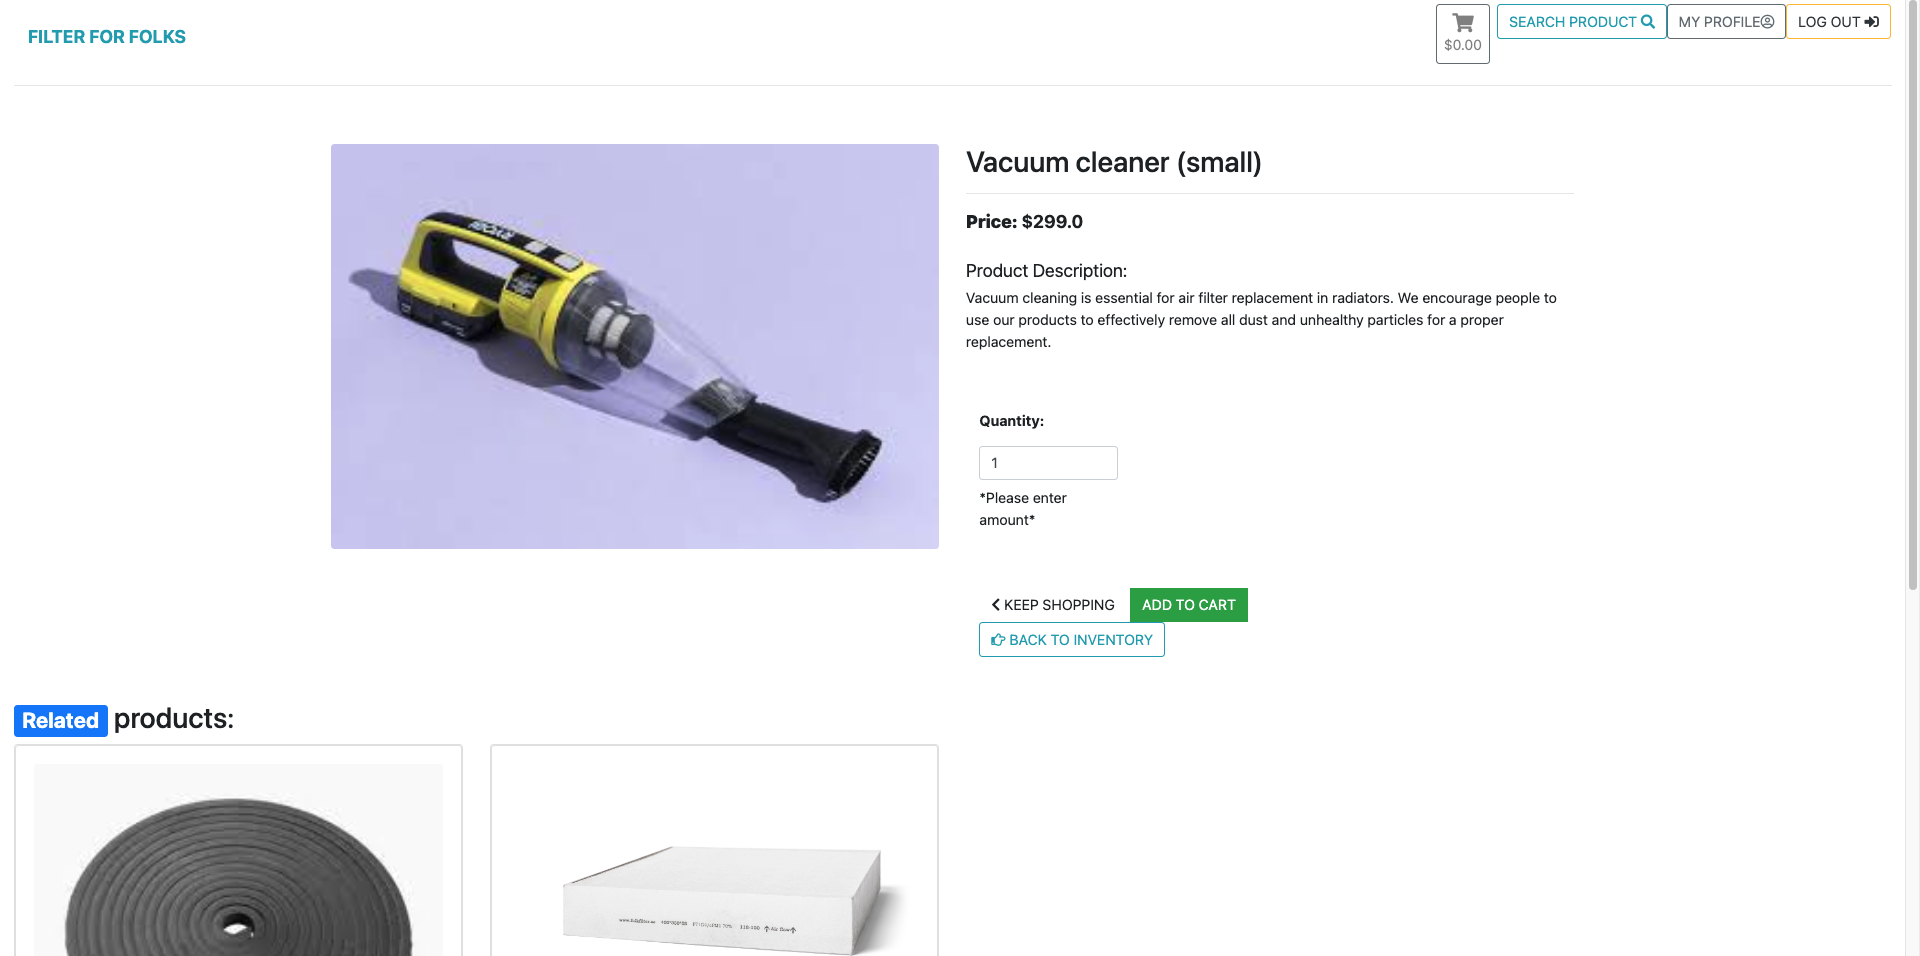 FILTER FOR FOLKS
$0.00
SEARCH PRODUCT
MY PROFILE
LOG OUT
Vacuum cleaner (small)
Price: $299.0
Product Description:
Vacuum cleaning is essential for air filter replacement in radiators. We encourage people to
use our products to effectively remove all dust and unhealthy particles for a proper
replacement.
Quantity:
1
*Please enter
amount*
KEEP SHOPPING
ADD TO CART
BACK TO INVENTORY
Related products: